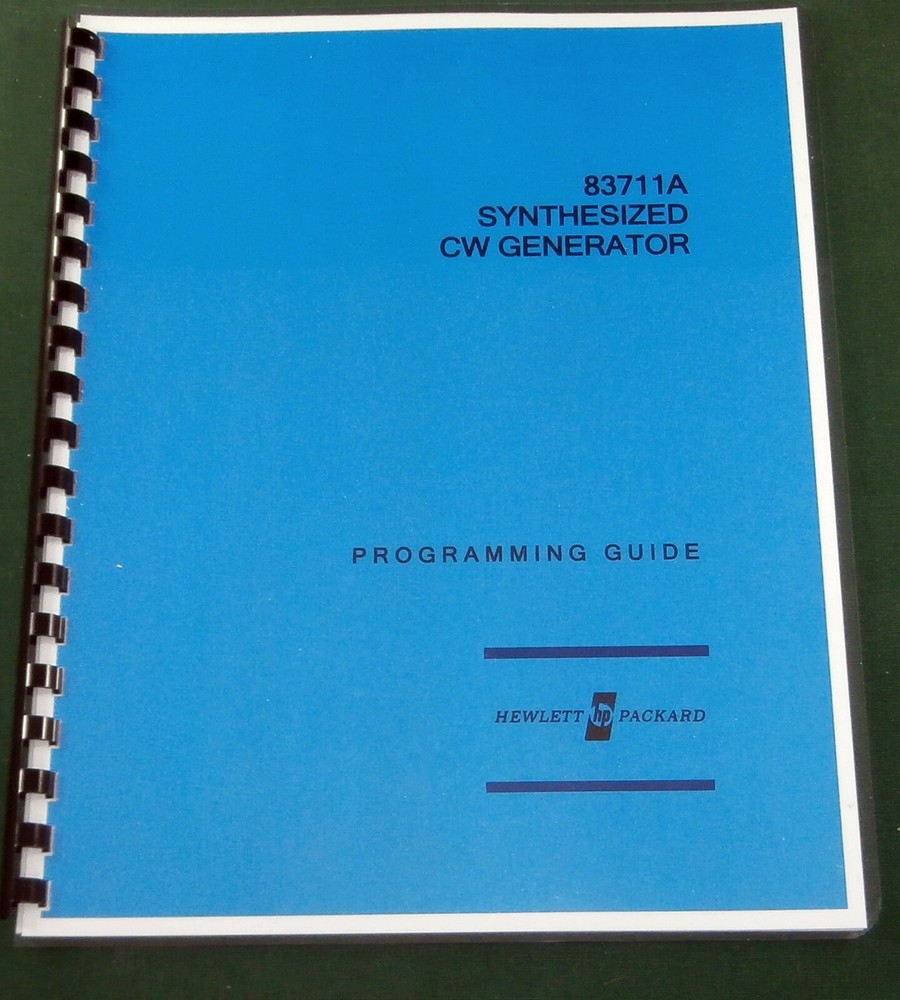 83711A
SYNTHESIZED
CW GENERATOR
PROGRAMMING GUIDE
HEWLETT hp PACKARD